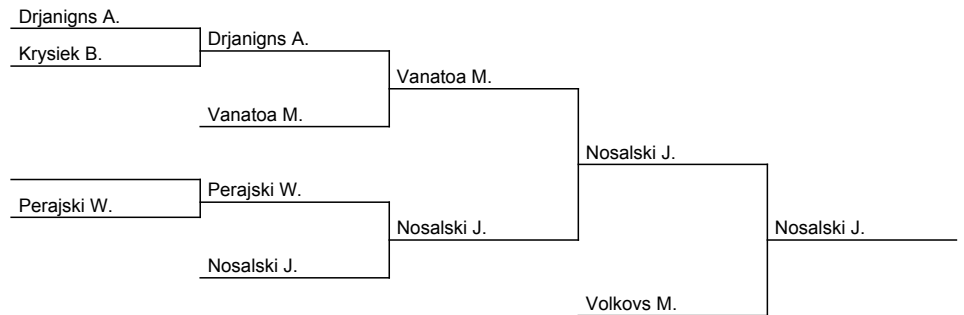 Drjanigns A.
Krysiek B.
Drjanigns A.
Vanatoa M.
Vanatoa M.
Perajski W.
Perajski W.
Nosalski J.
Nosalski J.
Nosalski J.
Volkovs M.
Nosalski J.